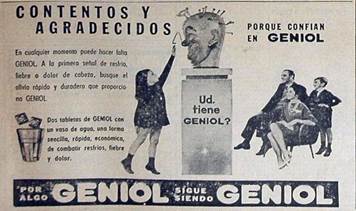 CONTENTOS Y
AGRADECIDOS
En cualquier momento puede hacer falta
GENIOL. A la primera señal de resfrío,
fiebre o dolor de cabeza, busque el
alivio rápido y duradero que proporcio
na GENIOL
Dos tabletas de GENIOL con
un vaso de agua, una forma
sencilla, rápida, económica,
de combatir resfríos, fiebre
y dolor.
Ud.
tiene
GENIOL?
PORQUE CONFIAN
EN GENIOL
"POR ALGO GENIOL SIGUE SIENDO GENIOL